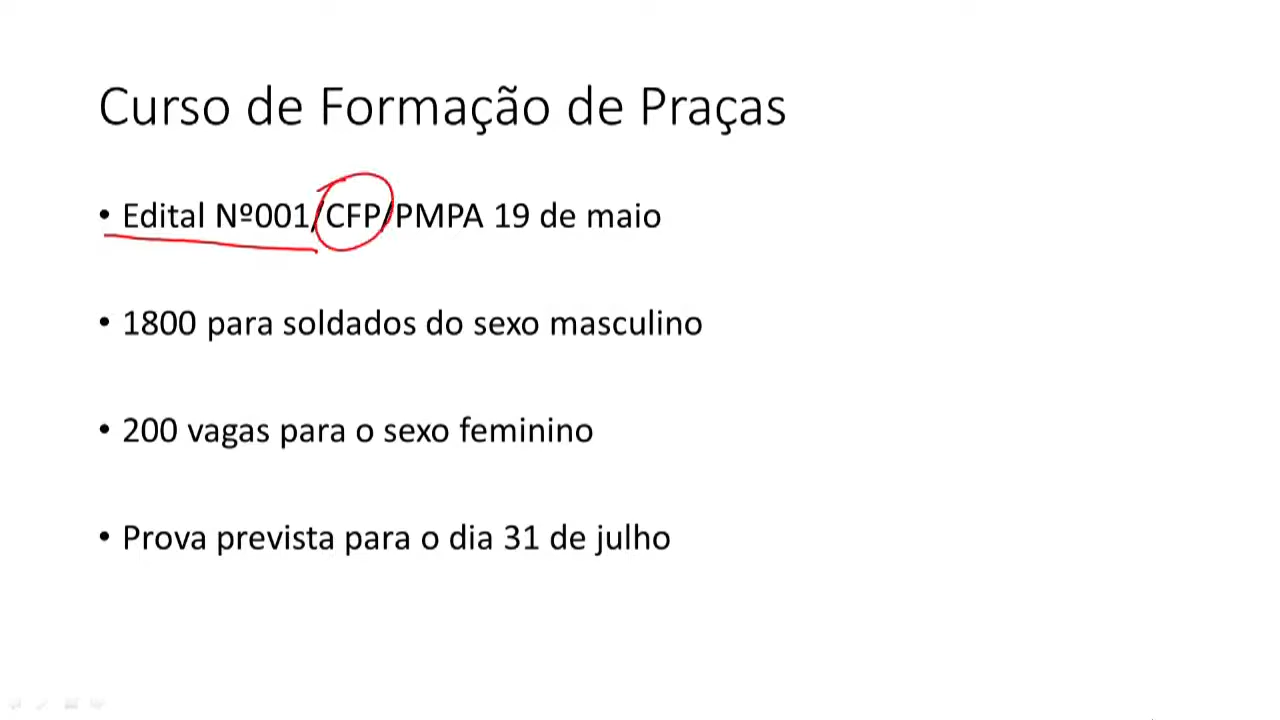 Curso de Formação de Praças
• Edital Nº001/CFP/PMPA 19 de maio
• 1800 para soldados do sexo masculino
• 200 vagas para o sexo feminino
• Prova prevista para o dia 31 de julho